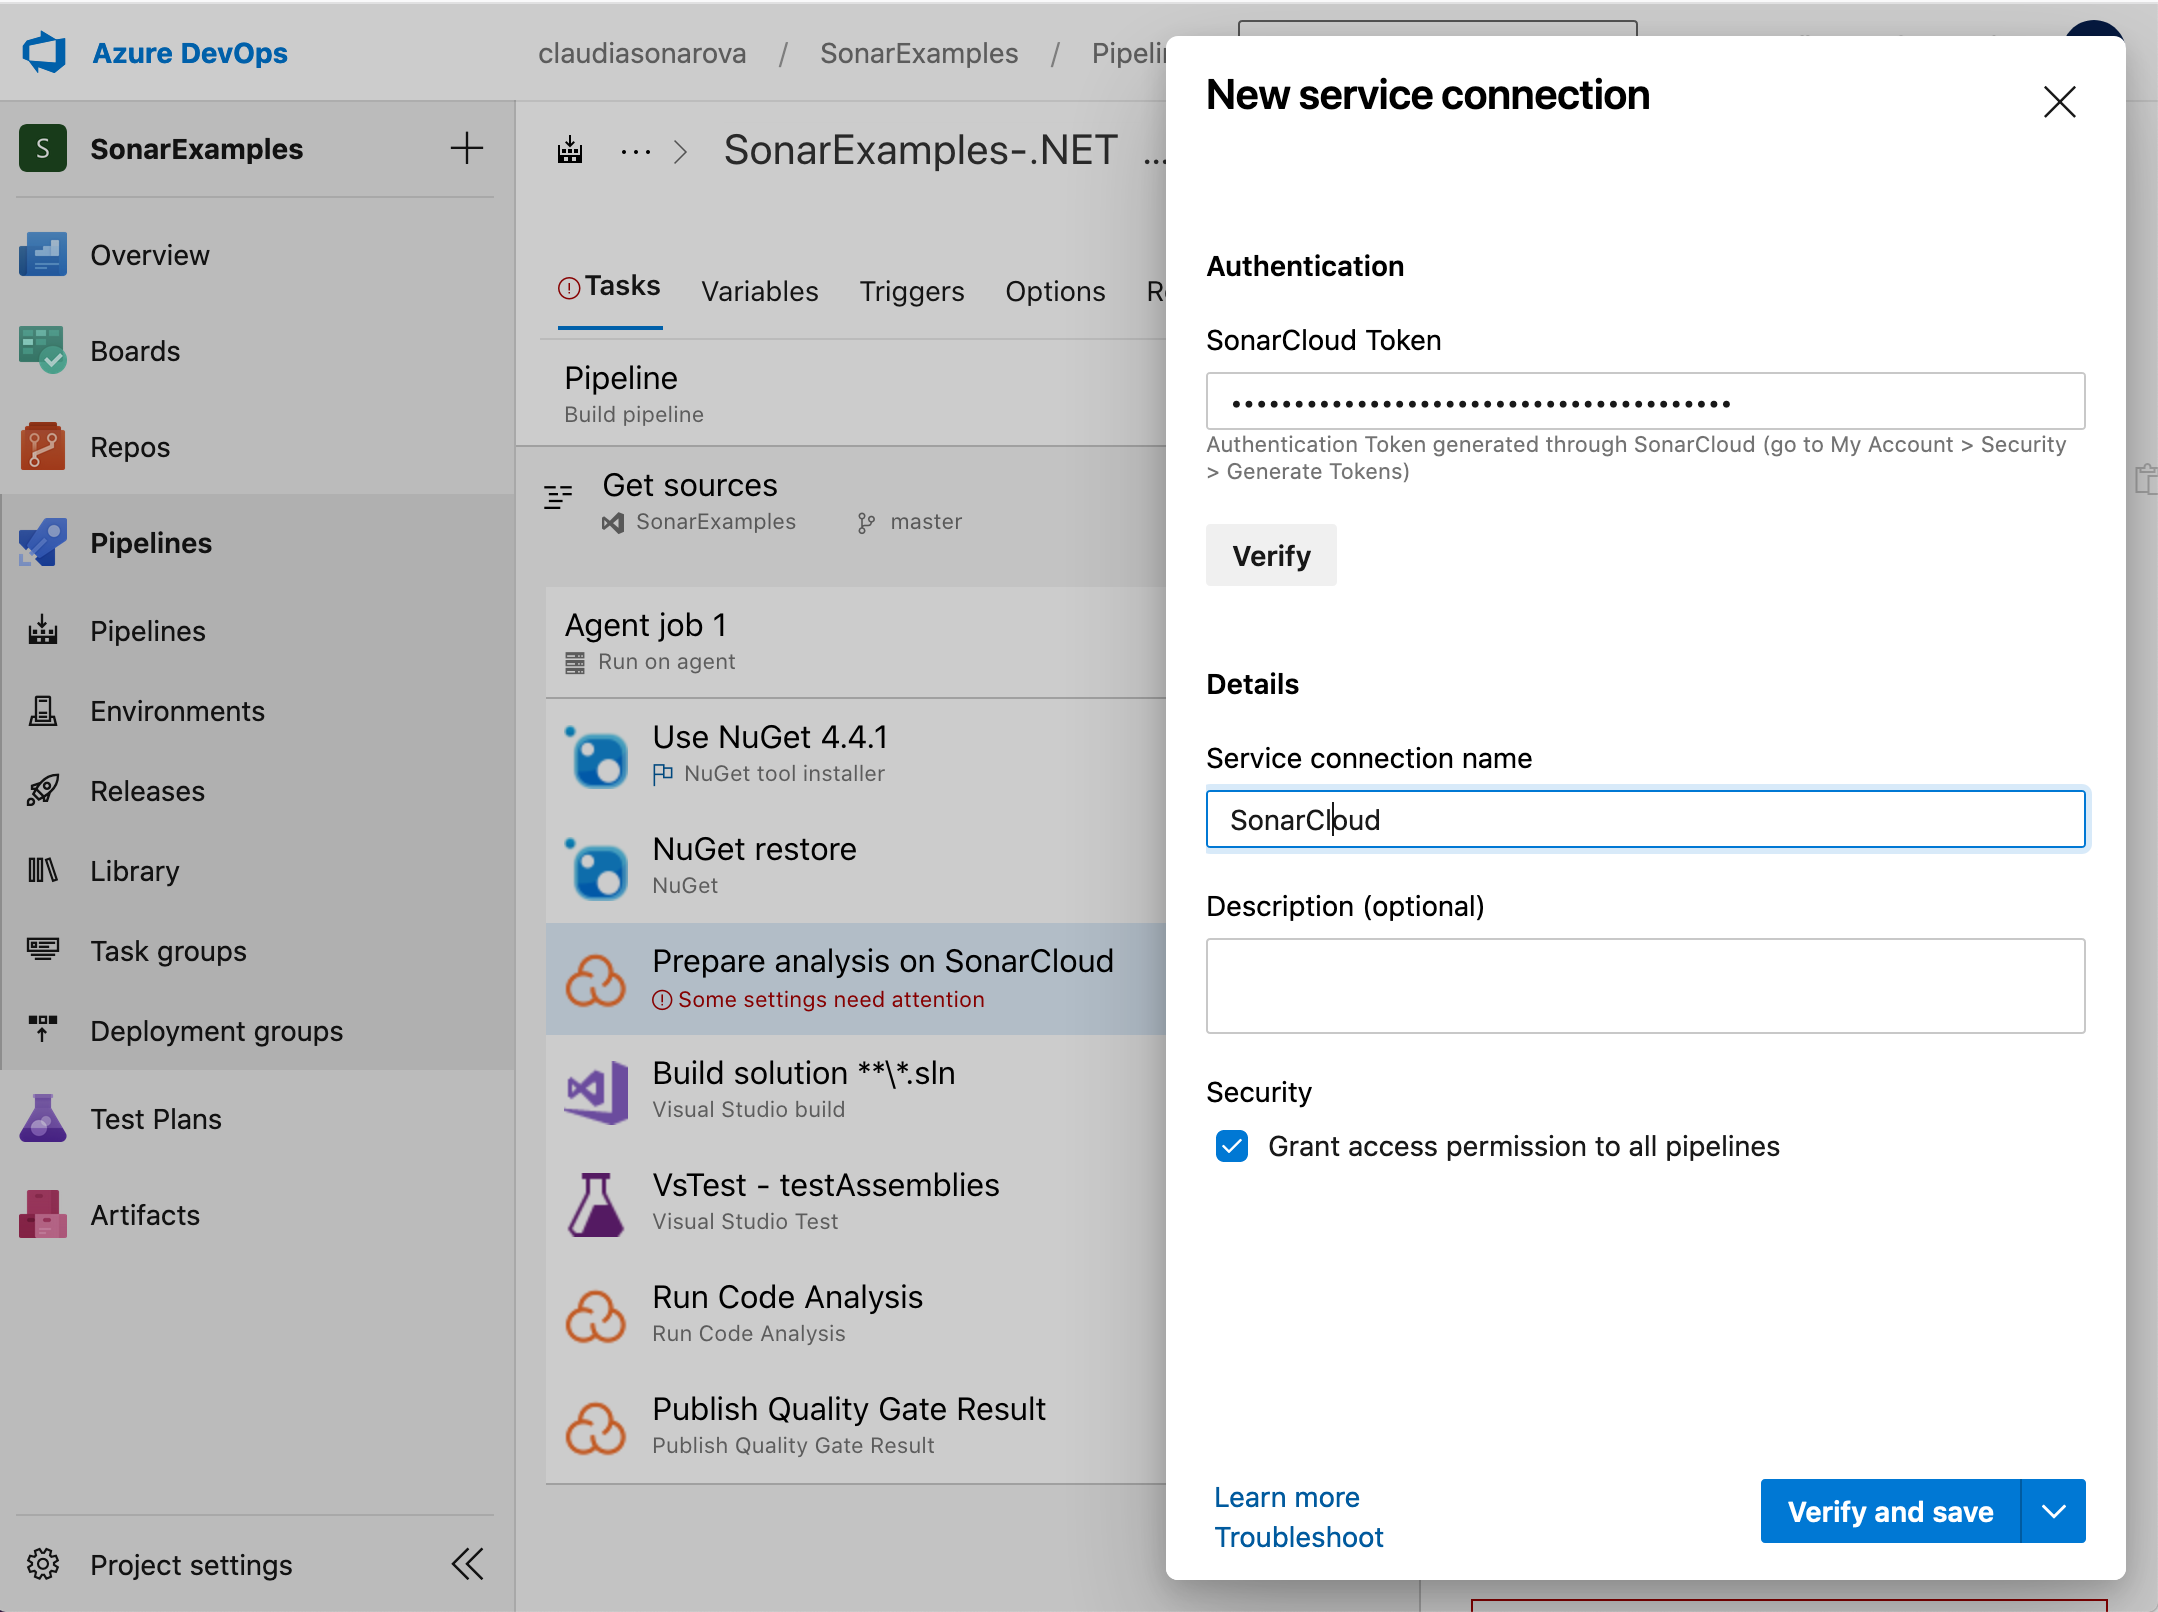 Azure DevOps
claudiasonarova / SonarExamples /
S SonarExamples
Overview
Boards
Repos
Pipelines
Pipelines
Environments
Releases
Library
Task groups
Deployment groups
Test Plans
Artifacts
Project settings
... > SonarExamples-.NET ...
Tasks Variables Triggers Options
Pipeline
Build pipeline
Get sources
SonarExamples master
Agent job 1
Run on agent
Use NuGet 4.4.1
NuGet tool installer
NuGet restore
NuGet
Prepare analysis on SonarCloud
Some settings need attention
Build solution **\*.sln
Visual Studio build
VsTest - testAssemblies
Visual Studio Test
Run Code Analysis
Run Code Analysis
Publish Quality Gate Result
Publish Quality Gate Result
New service connection
Authentication
SonarCloud Token
••••••••••••••••••••••••••••••••••••••••
Authentication Token generated through SonarCloud (go to My Account > Security
> Generate Tokens)
Verify
Details
Service connection name
SonarCloud
Description (optional)
Security
Grant access permission to all pipelines
Learn more
Troubleshoot
Verify and save